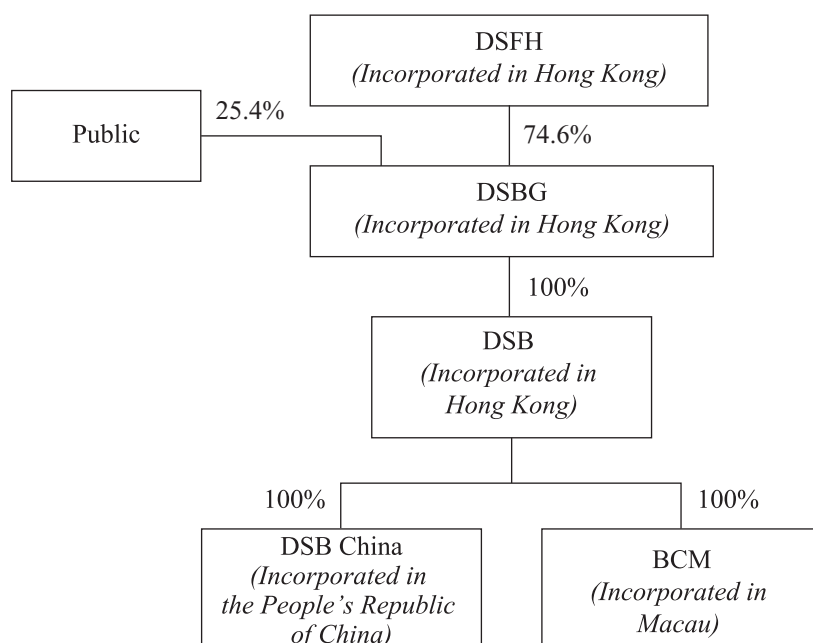 DSFH
(Incorporated in Hong Kong)
Public
25.4%
74.6%
DSBG
(Incorporated in Hong Kong)
100%
DSB
(Incorporated in
Hong Kong)
100%
100%
DSB China
(Incorporated in
the People’s Republic
of China)
BCM
(Incorporated in
Macau)